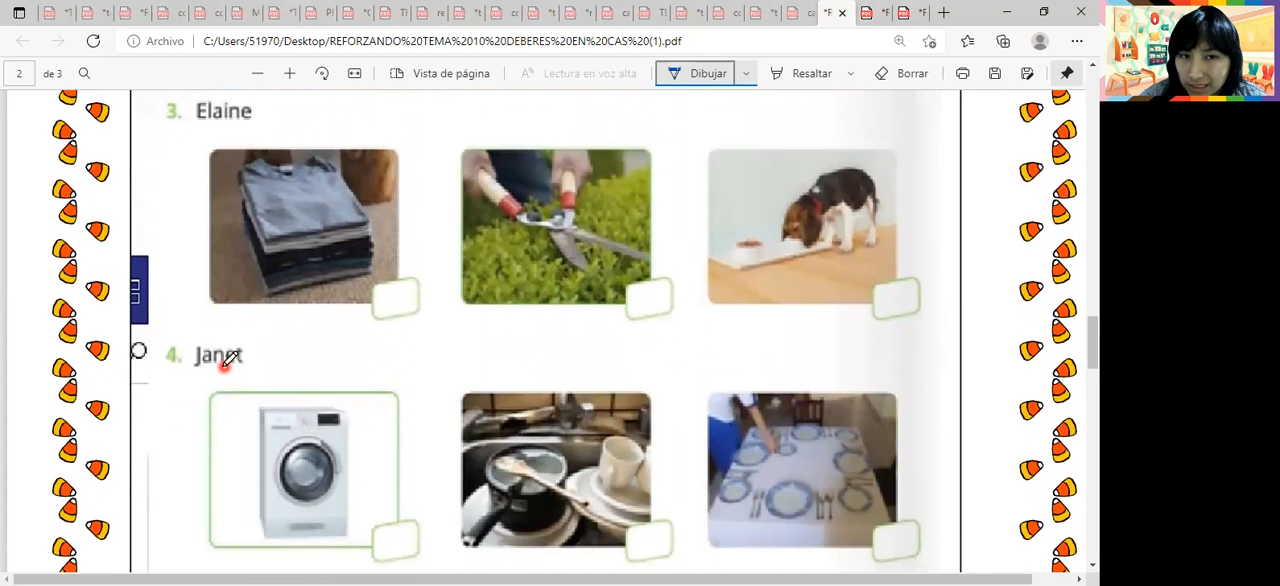 Archivo C:/Users/51970/Desktop/REFORZANDO%20TEMA%2010%20DEBERES%20EN%20CAS%20(1).pdf
2 de 3 Vista de página Lectura en voz alta Dibujar Resaltar Borrar
3. Elaine
4. Janet